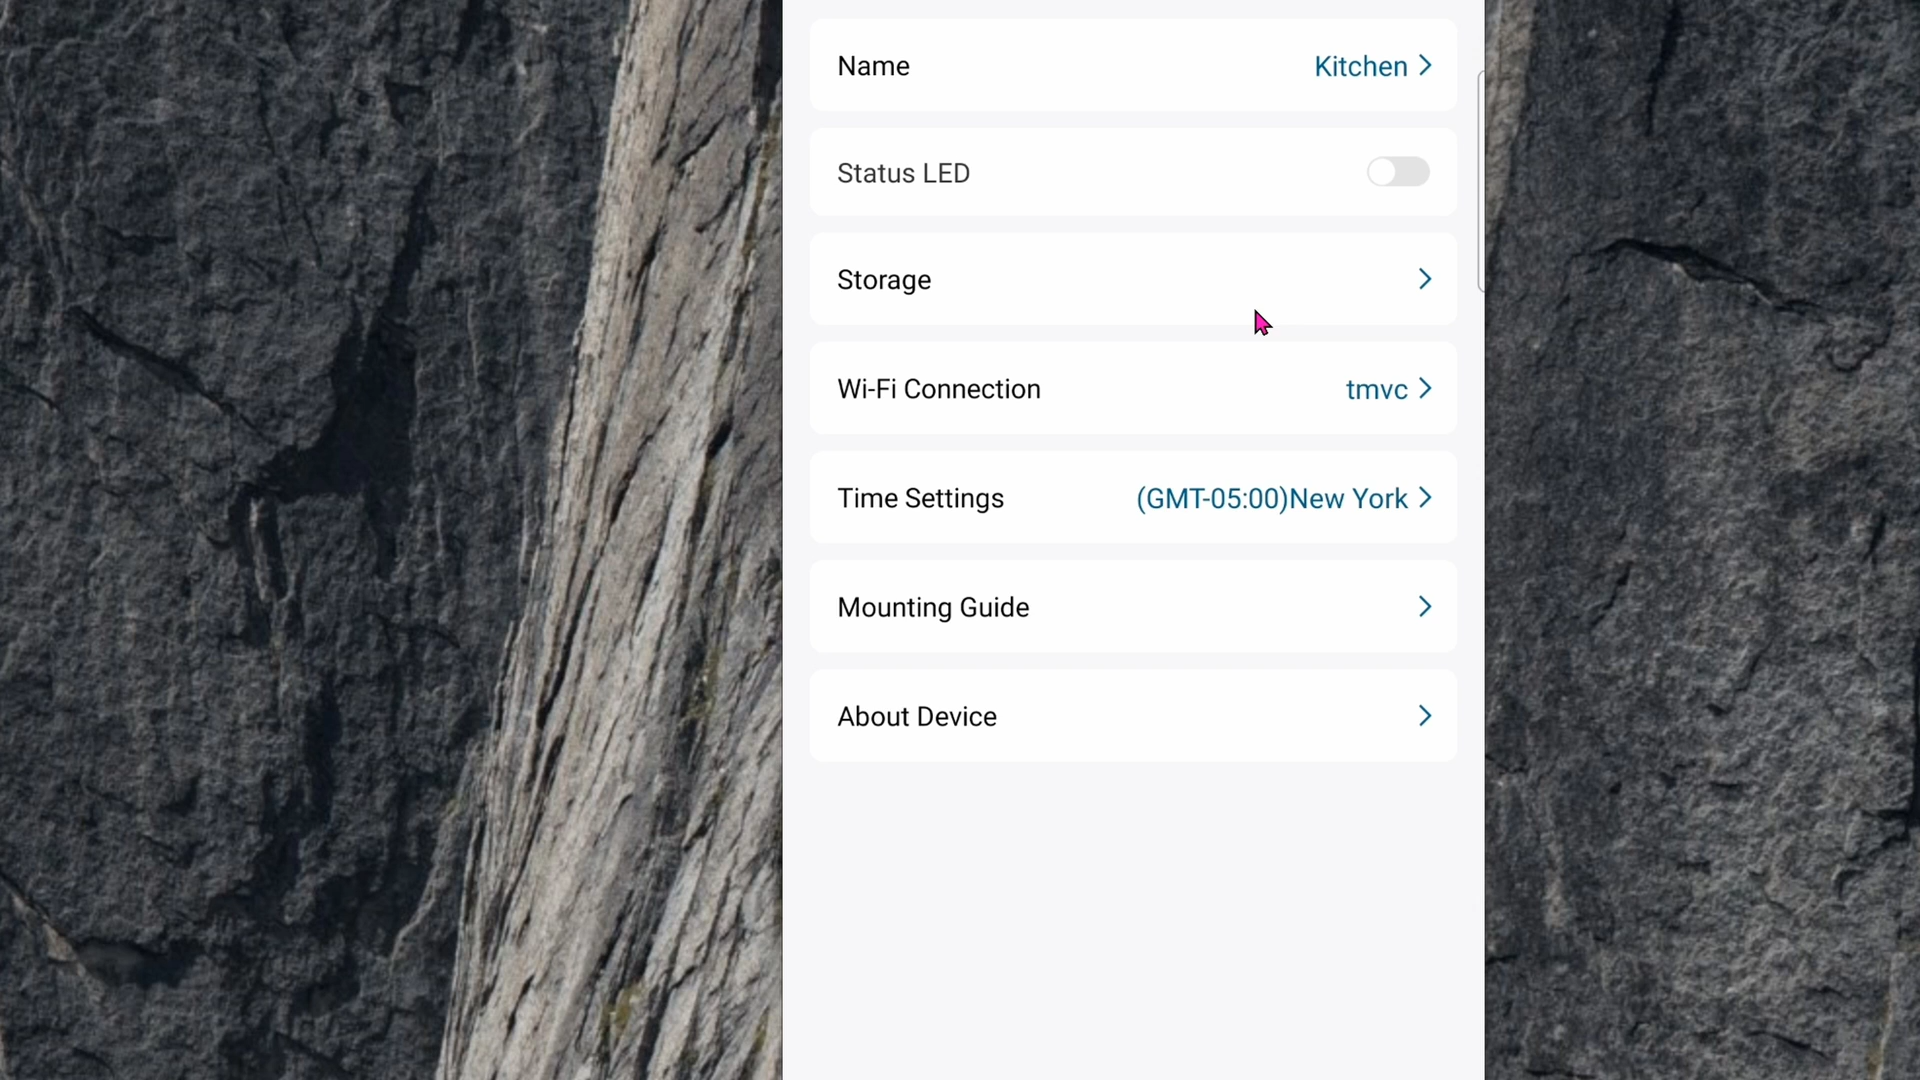 Name Kitchen
Status LED
Storage
Wi-Fi Connection tmvc
Time Settings (GMT-05:00)New York
Mounting Guide
About Device